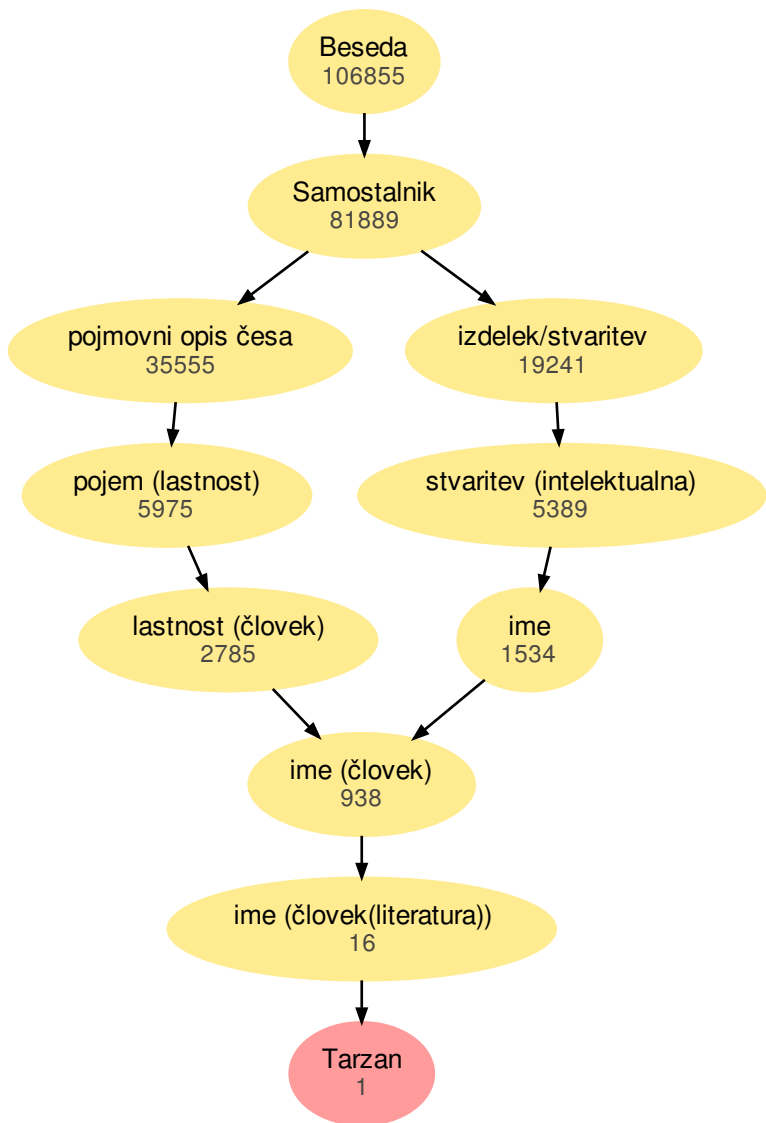 Beseda
106855
Samostalnik
81889
pojmovni opis česa
35555
izdelek/stvaritev
19241
pojem (lastnost)
5975
stvaritev (intelektualna)
5389
lastnost (človek)
2785
ime
1534
ime (človek)
938
ime (človek(literatura))
16
Tarzan
1